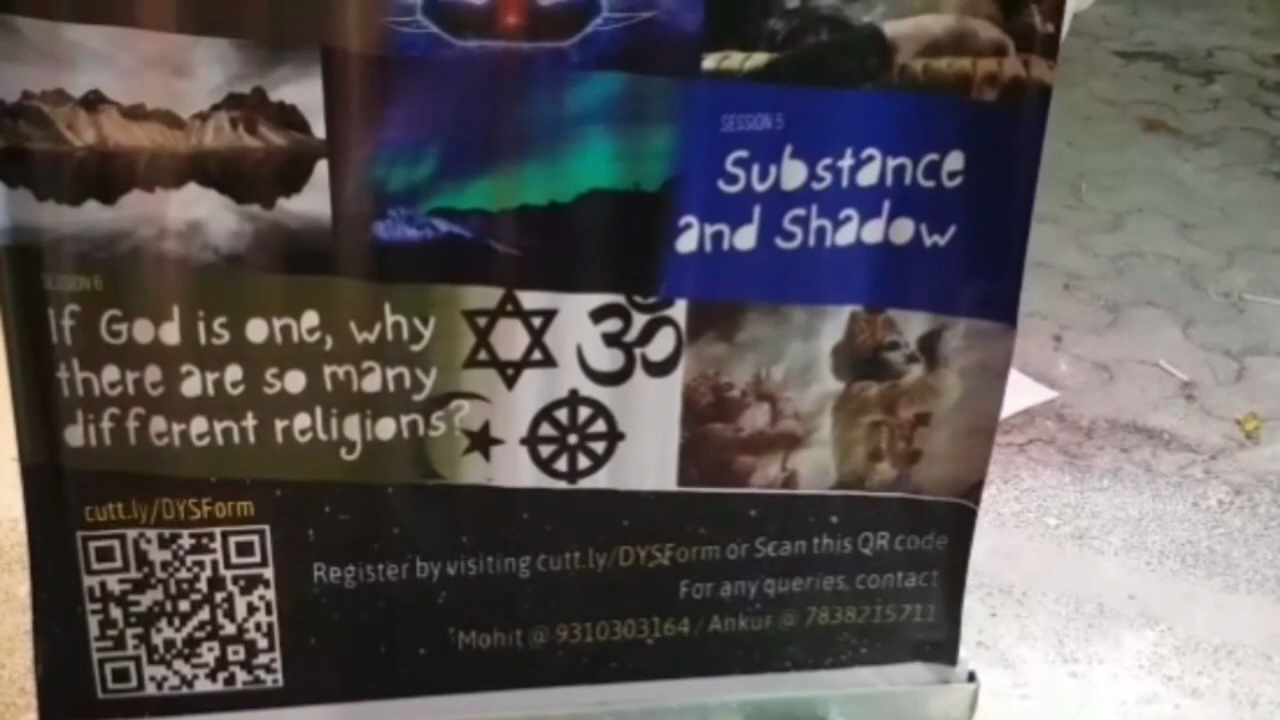 SESSION 5
Substance
and Shadow
SESSION 6
If God is one, why
there are so many
different religions?
cutt.ly/DYSForm
Register by visiting cutt.ly/DYSForm or Scan this QR code
For any queries, contact
Mohit @ 9310303164 / Ankur @ 7838215711